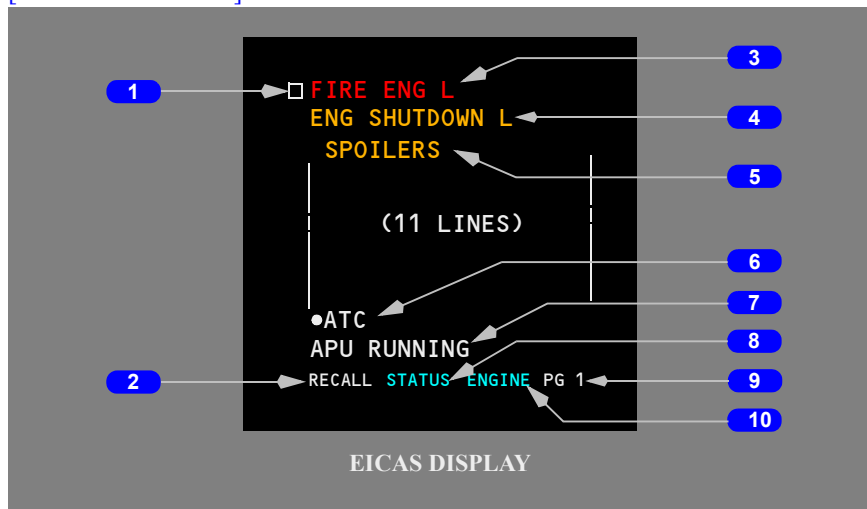 1
3
FIRE ENG L
ENG SHUTDOWN L
4
SPOILERS
5
(11 LINES)
6
●ATC
7
APU RUNNING
8
2
RECALL STATUS ENGINE PG 1
9
10
EICAS DISPLAY